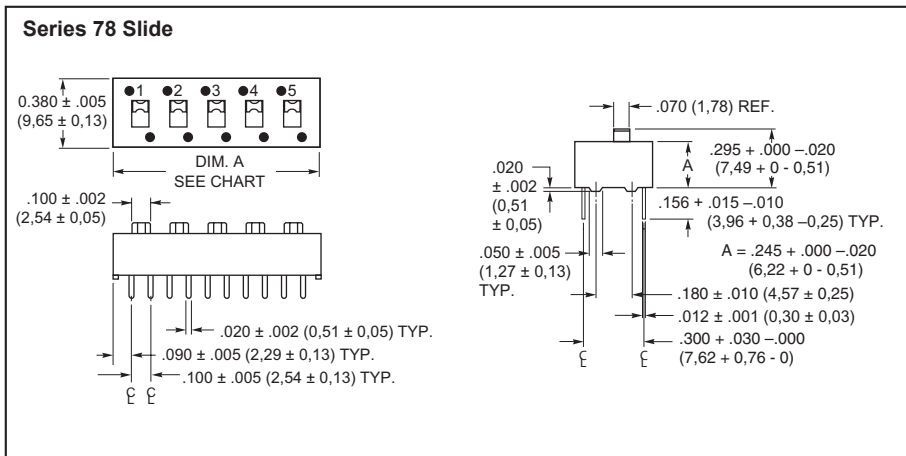 Series 78 Slide
1 2 3 4 5
0.380 ± .005
(9,65 ± 0,13)
DIM. A
SEE CHART
.100 ± .002
(2,54 ± 0,05)
.020 ± .002 (0,51 ± 0,05) TYP.
.090 ± .005 (2,29 ± 0,13) TYP.
.100 ± .005 (2,54 ± 0,13) TYP.
CL CL
.070 (1,78) REF.
A
.295 + .000 –.020
(7,49 + 0 - 0,51)
.020
± .002
(0,51
± 0,05)
.156 + .015 –.010
(3,96 + 0,38 –0,25) TYP.
.050 ± .005
(1,27 ± 0,13)
TYP.
A = .245 + .000 –.020
(6,22 + 0 - 0,51)
.180 ± .010 (4,57 ± 0,25)
.012 ± .001 (0,30 ± 0,03)
.300 + .030 –.000
(7,62 + 0,76 - 0)
CL CL